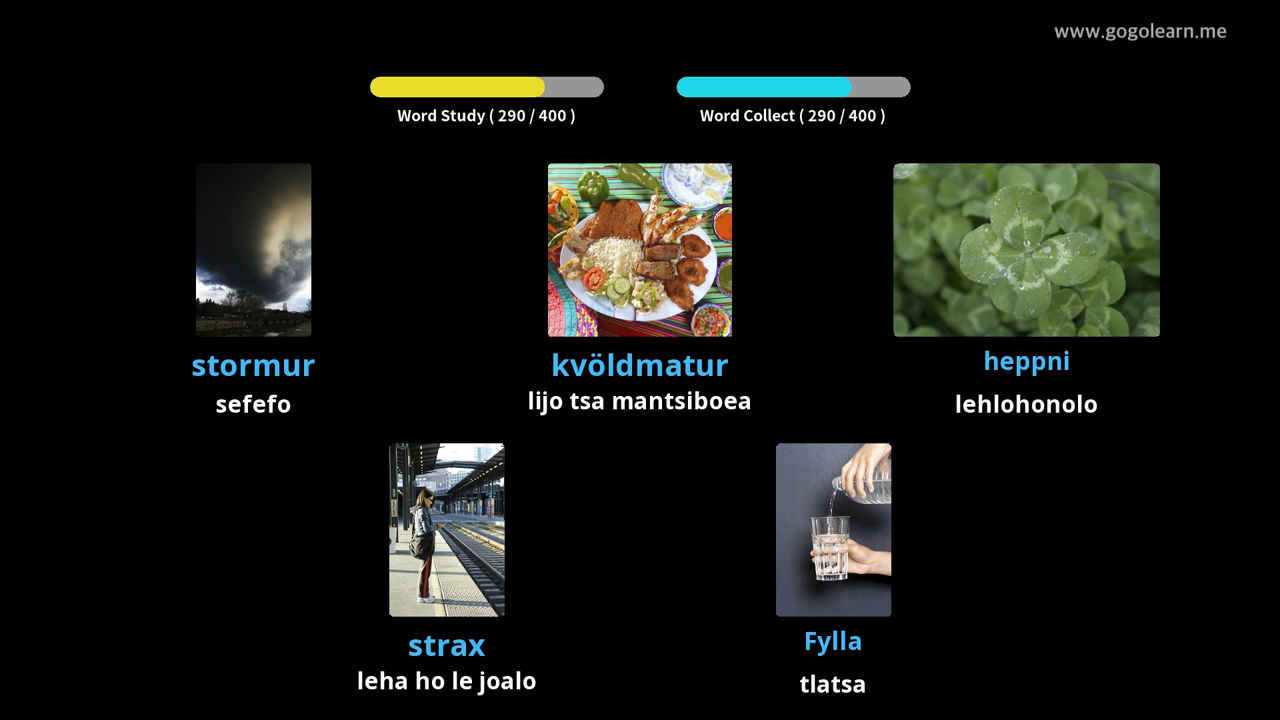 www.gogolearn.me
Word Study ( 290 / 400 )
Word Collect ( 290 / 400 )
stormur
sefefo
kvöldmatur
lijo tsa mantsiboea
heppni
lehlohonolo
strax
leha ho le joalo
Fylla
tlatsa